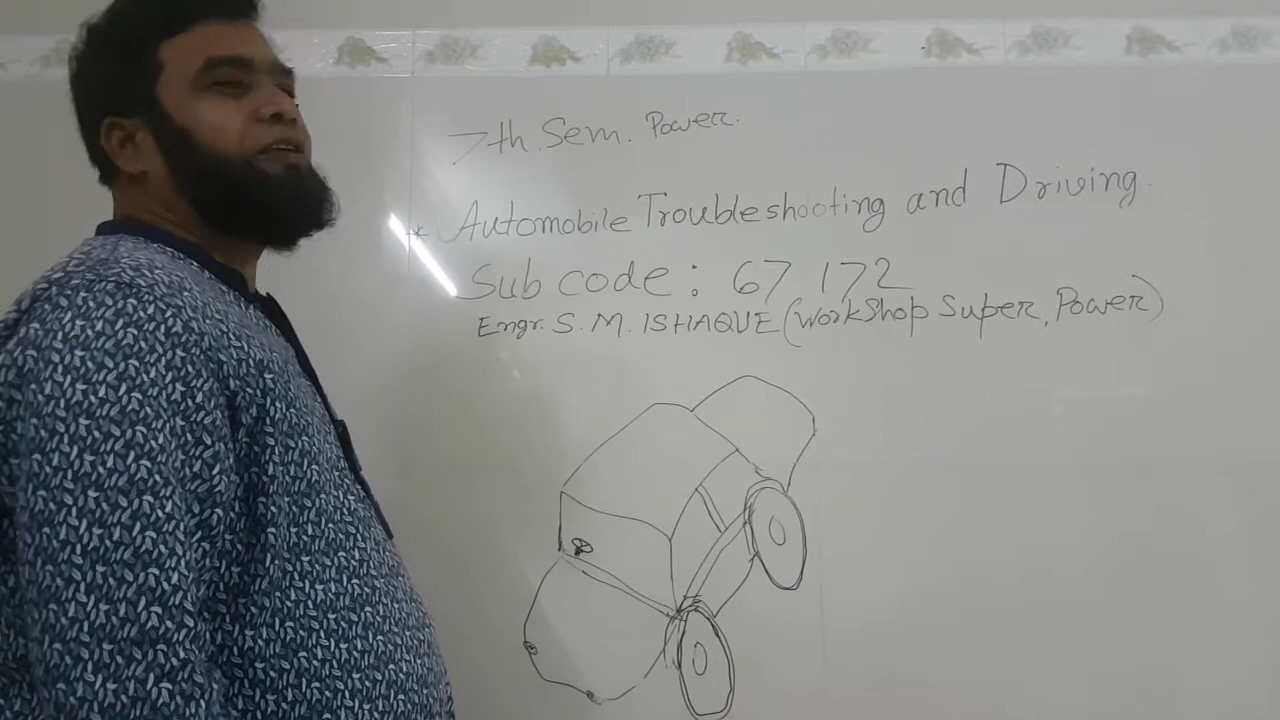 7th. Sem. Power.
* Automobile Troubleshooting and Driving.
Sub code: 67172
Engr. S. M. ISHAQUE (Workshop Super, Power)